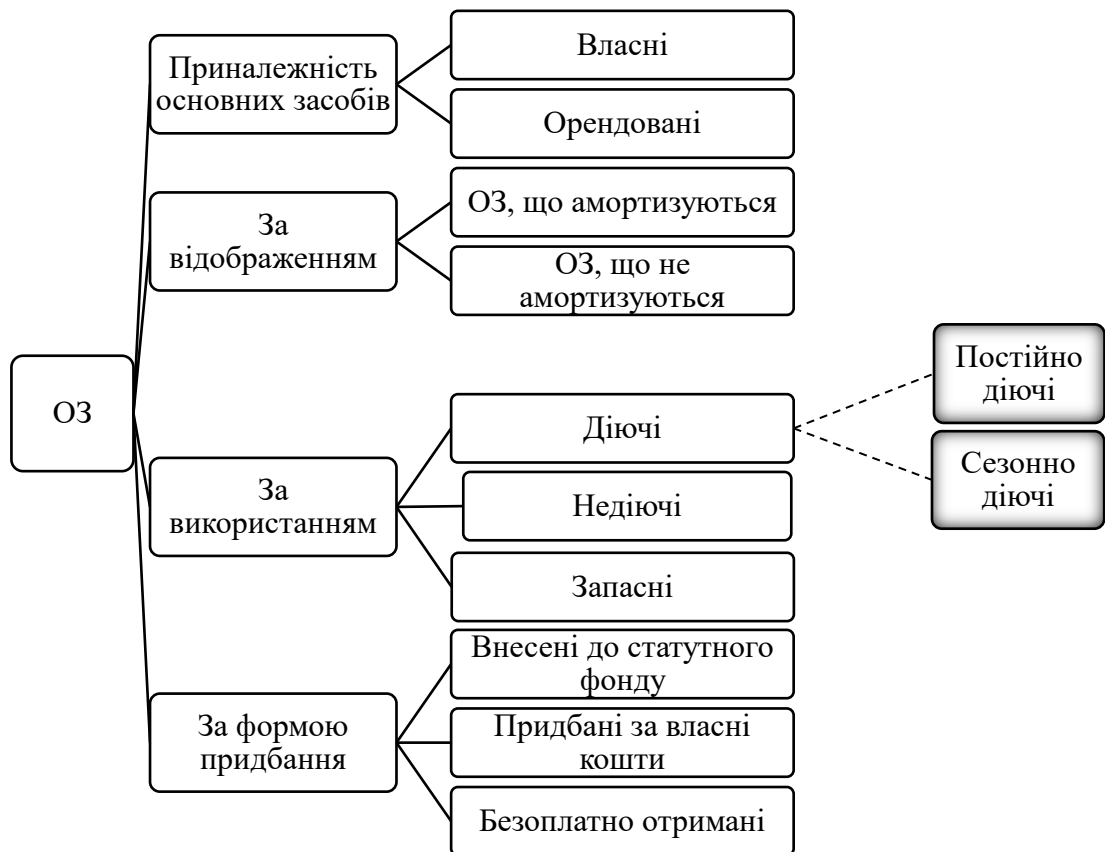 ОЗ
Приналежність
основних засобів
Власні
Орендовані
За
відображенням
ОЗ, що амортизуються
ОЗ, що не
амортизуються
За
використанням
Діючі
Постійно
діючі
Сезонно
діючі
Недіючі
Запасні
За формою
придбання
Внесені до статутного
фонду
Придбані за власні
кошти
Безоплатно отримані